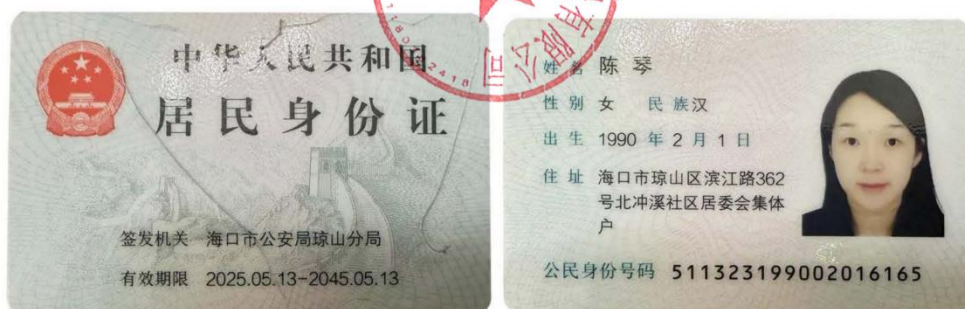 中华人民共和国
居民身份证
签发机关 海口市公安局琼山分局
有效期限 2025.05.13-2045.05.13
有限公司
姓名 陈琴
性别 女 民族 汉
出生 1990 年 2 月 1 日
住址 海口市琼山区滨江路362
号北冲溪社区居委会集体
户
公民身份号码 511323199002016165